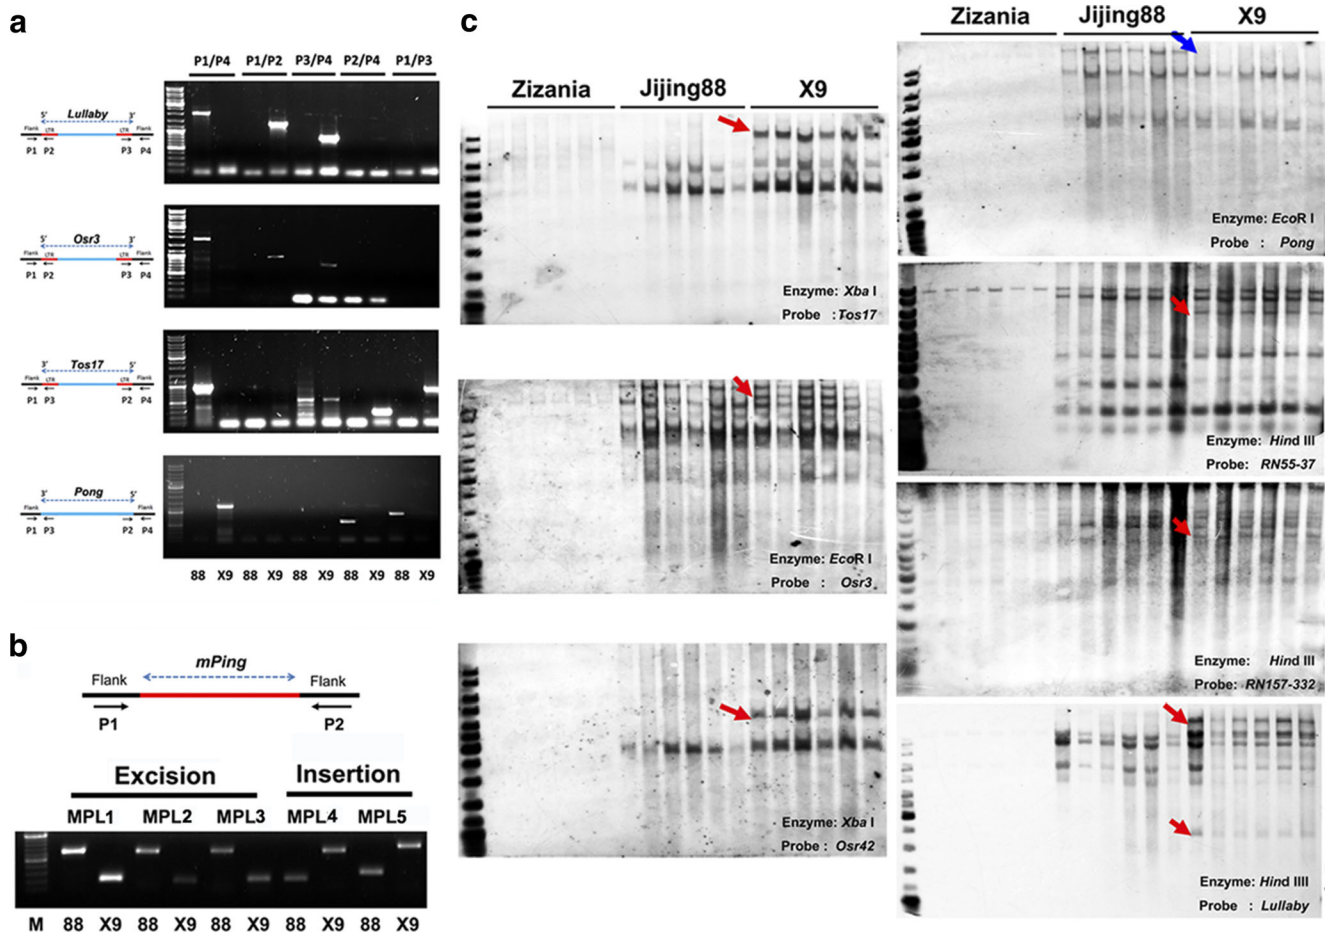 a
P1/P4 P1/P2 P3/P4 P2/P4 P1/P3
5' Lullaby 3'
Flank LTR LTR Flank
P1 P2 P3 P4
5' Osr3 3'
Flank LTR LTR Flank
P1 P2 P3 P4
3' Tos17 5'
Flank LTR LTR Flank
P1 P3 P2 P4
3' Pong 5'
Flank Flank
P1 P3 P2 P4
88 X9 88 X9 88 X9 88 X9 88 X9
b
mPing
Flank Flank
P1 P2
Excision Insertion
MPL1 MPL2 MPL3 MPL4 MPL5
M 88 X9 88 X9 88 X9 88 X9 88 X9
c
Zizania Jijing88 X9
Enzyme: Xba I
Probe : Tos17
Enzyme: EcoR I
Probe : Osr3
Enzyme: Xba I
Probe : Osr42
Zizania Jijing88 X9
Enzyme: EcoR I
Probe : Pong
Enzyme: Hind III
Probe: RN55-37
Enzyme: Hind III
Probe: RN157-332
Enzyme: Hind IIII
Probe : Lullaby